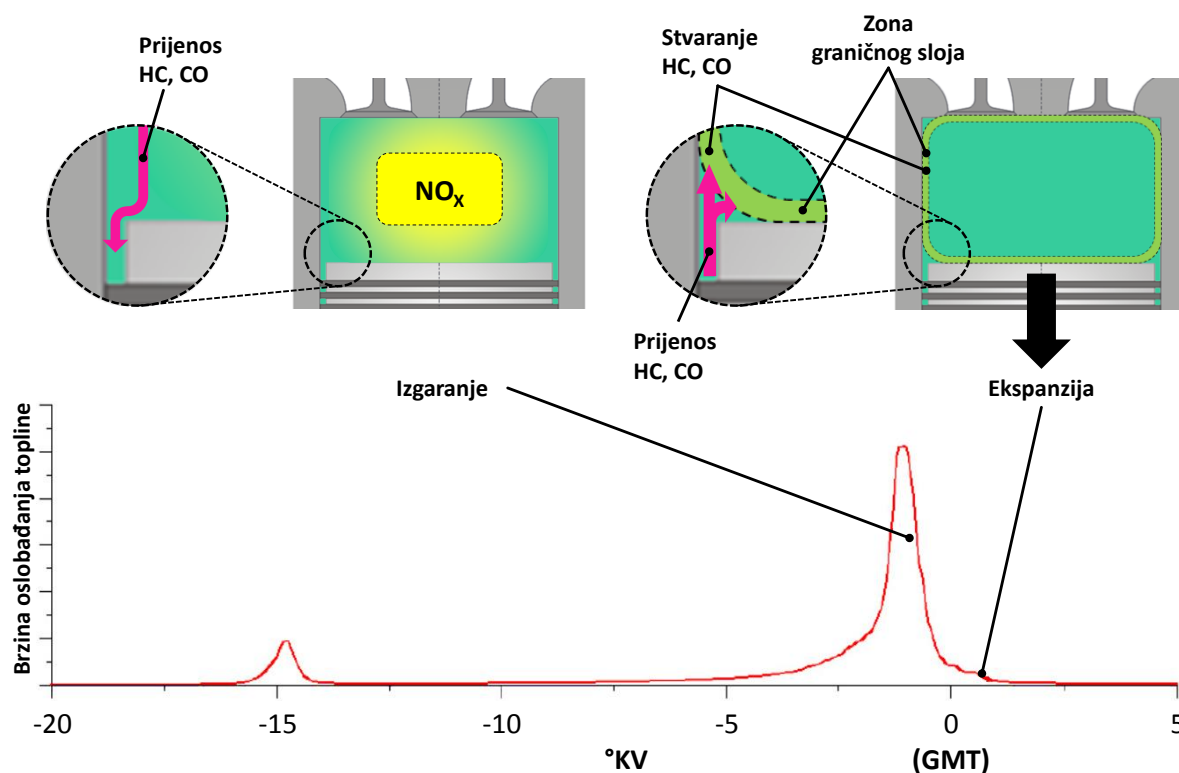 Prijenos
HC, CO
NOX
Stvaranje
HC, CO
Zona
graničnog sloja
Prijenos
HC, CO
Izgaranje
Ekspanzija
Brzina oslobađanja topline
-20
-15
-10
-5
0
5
°KV
(GMT)